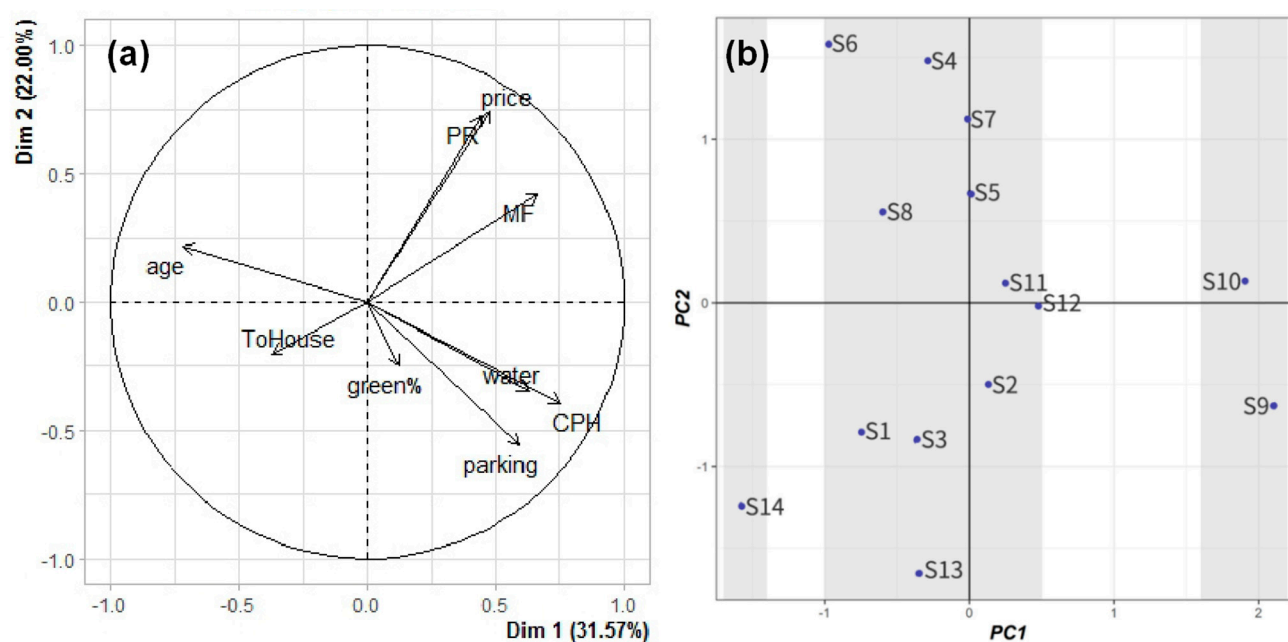 (a)
Dim 2 (22.00%)
1.0
0.5
0.0
-0.5
-1.0
price
PR
MF
age
ToHouse
green%
water
CPH
parking
-1.0 -0.5 0.0 0.5 1.0
Dim 1 (31.57%)
(b)
PC2
1
0
-1
S6
S4
S7
S5
S8
S11
S10
S12
S2
S9
S1
S3
S14
S13
-1 0 1 2
PC1